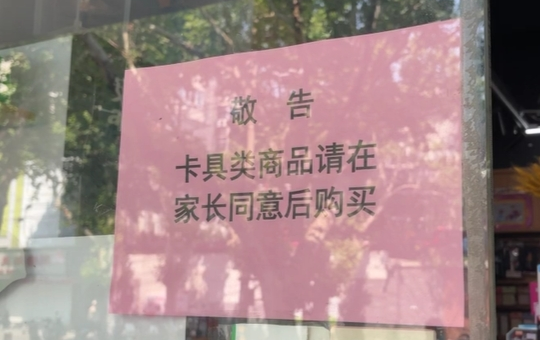 敬 告
卡具类商品请在
家长同意后购买